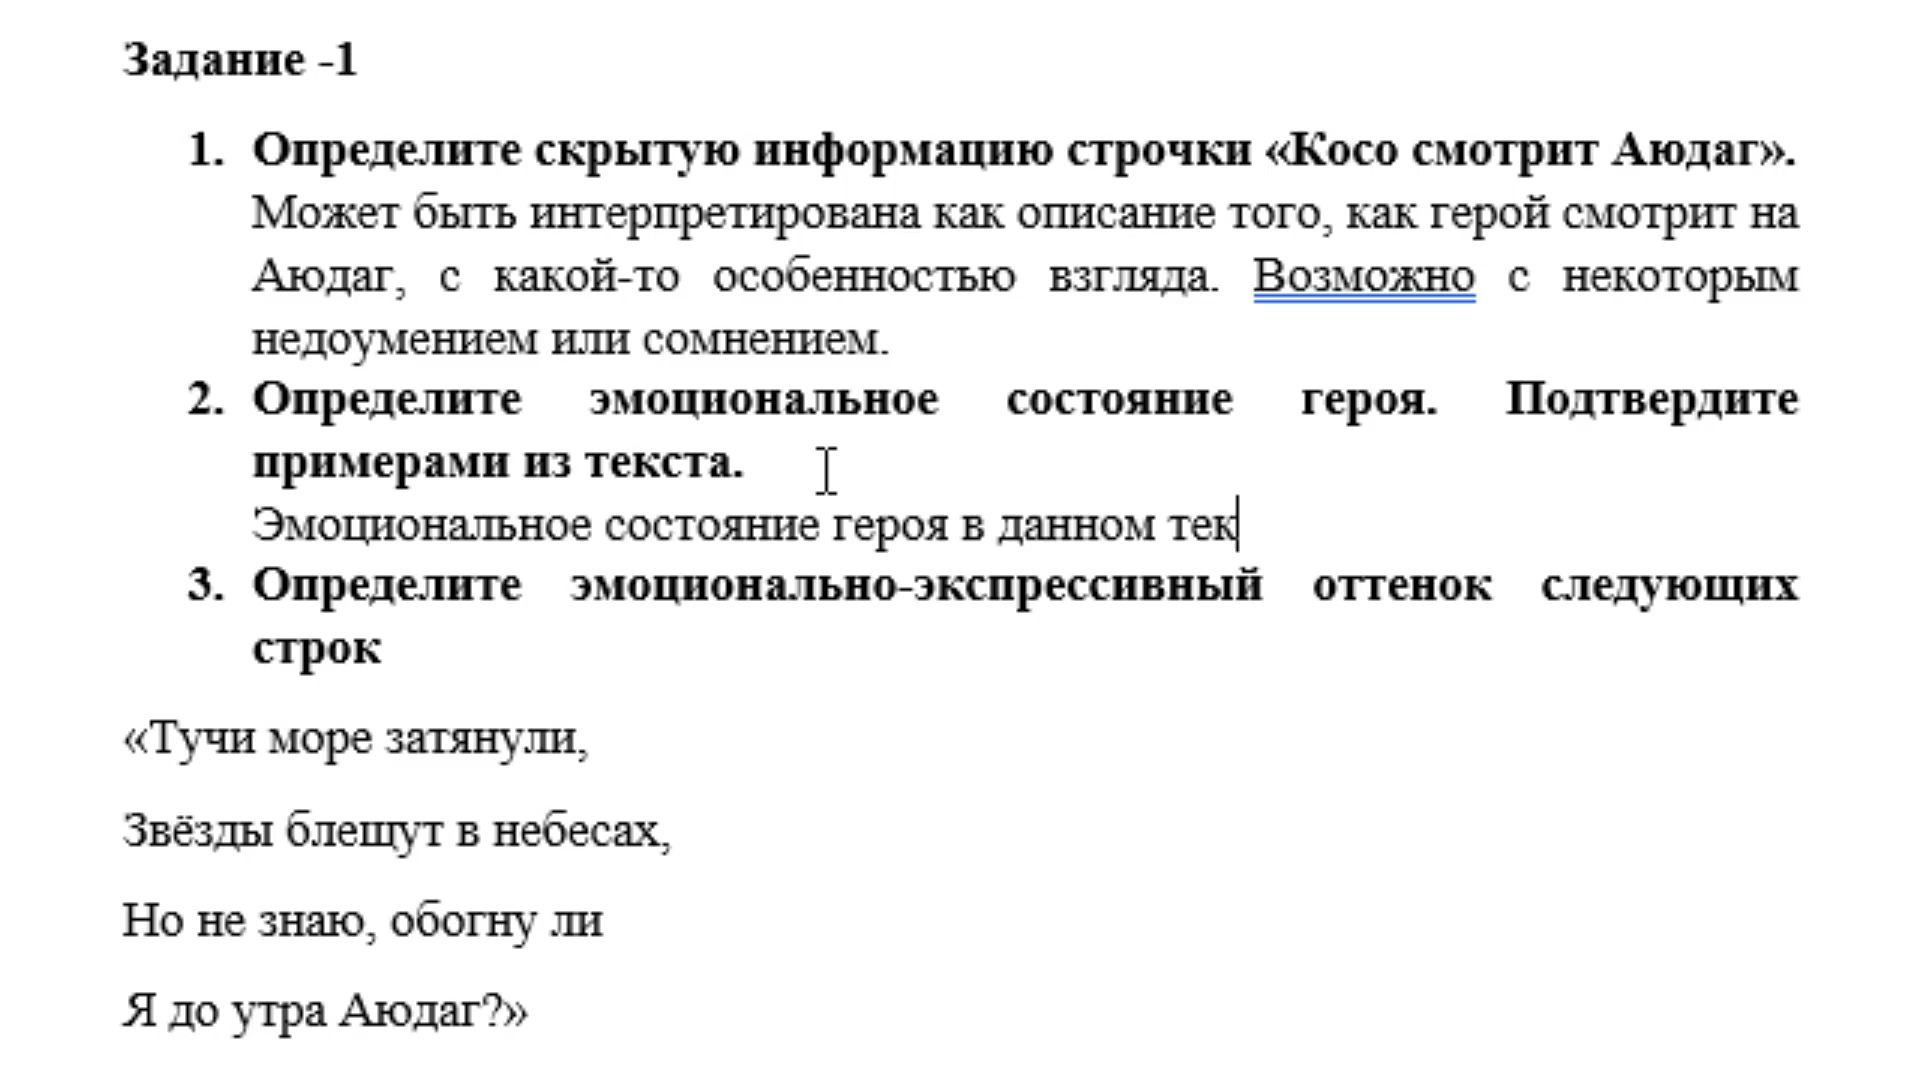 Задание -1
1. Определите скрытую информацию строчки «Косо смотрит Аюдаг».
Может быть интерпретирована как описание того, как герой смотрит на
Аюдаг, с какой-то особенностью взгляда. Возможно с некоторым
недоумением или сомнением.
2. Определите эмоциональное состояние героя. Подтвердите
примерами из текста.
Эмоциональное состояние героя в данном тек
3. Определите эмоционально-экспрессивный оттенок следующих
строк
«Тучи море затянули,
Звёзды блещут в небесах,
Но не знаю, обогну ли
Я до утра Аюдаг?»